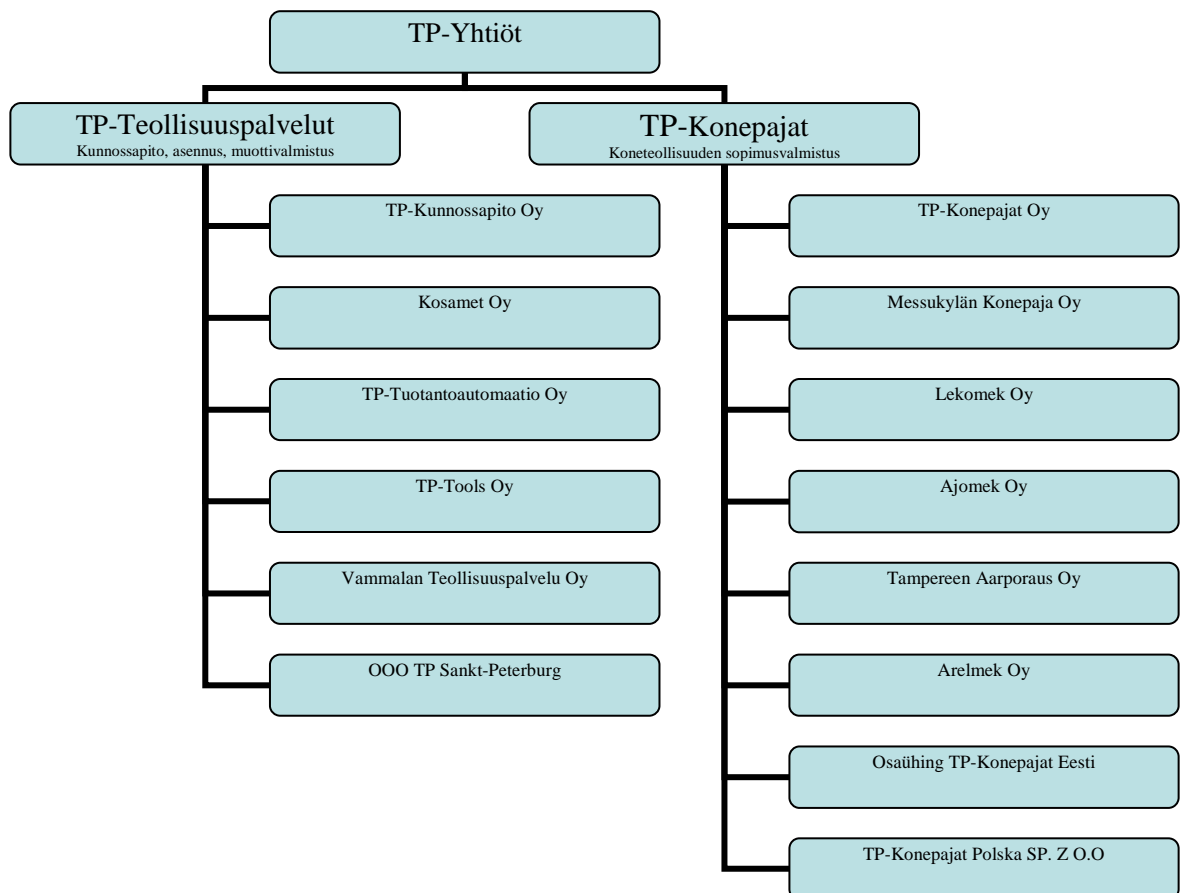 TP-Yhtiöt
TP-Teollisuuspalvelut
Kunnossapito, asennus, muottivalmistus
TP-Kunnossapito Oy
Kosamet Oy
TP-Tuotantoautomaatio Oy
TP-Tools Oy
Vammalan Teollisuuspalvelu Oy
OOO TP Sankt-Peterburg
TP-Konepajat
Koneteollisuuden sopimusvalmistus
TP-Konepajat Oy
Messukylän Konepaja Oy
Lekomek Oy
Ajomek Oy
Tampereen Aarporaus Oy
Arelmek Oy
Osaühing TP-Konepajat Eesti
TP-Konepajat Polska SP. Z O.O